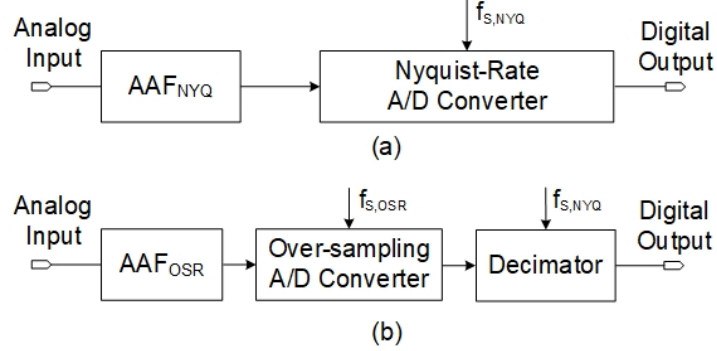 f_S,NYQ
Analog Input
AAF_NYQ
Nyquist-Rate A/D Converter
Digital Output
(a)
f_S,OSR
f_S,NYQ
Analog Input
AAF_OSR
Over-sampling A/D Converter
Decimator
Digital Output
(b)